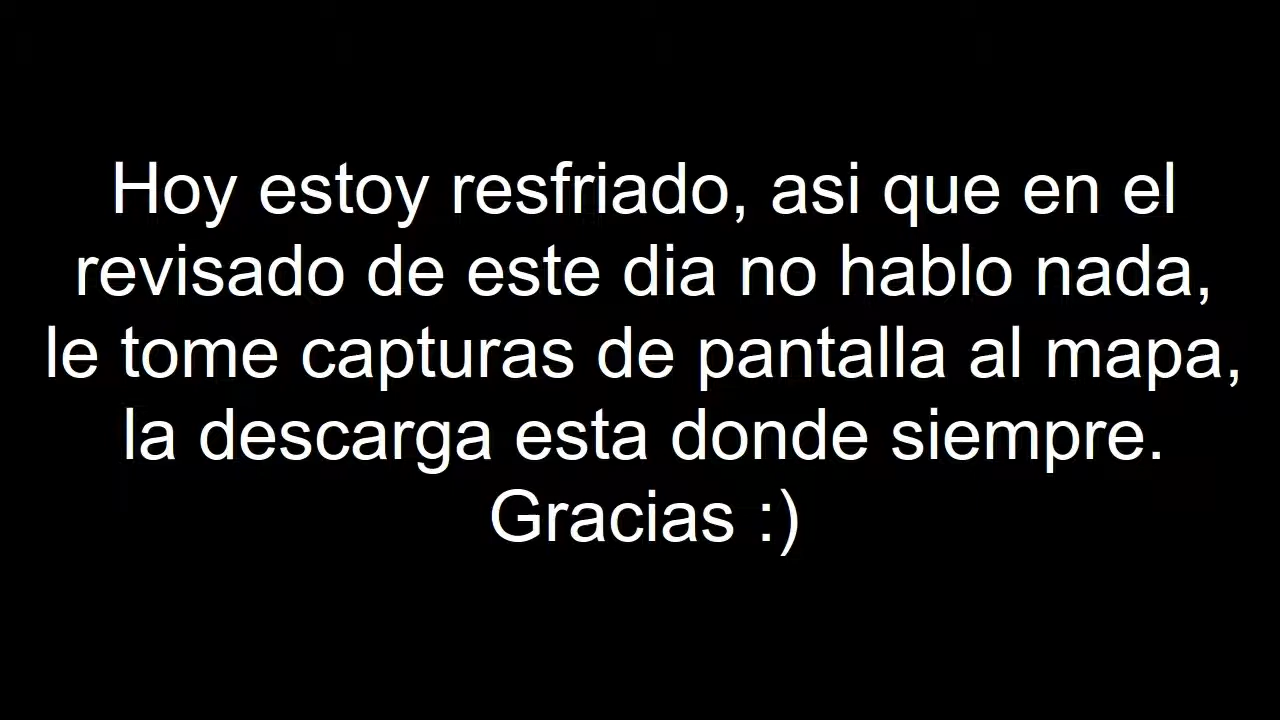 Hoy estoy resfriado, asi que en el
revisado de este dia no hablo nada,
le tome capturas de pantalla al mapa,
la descarga esta donde siempre.
Gracias :)